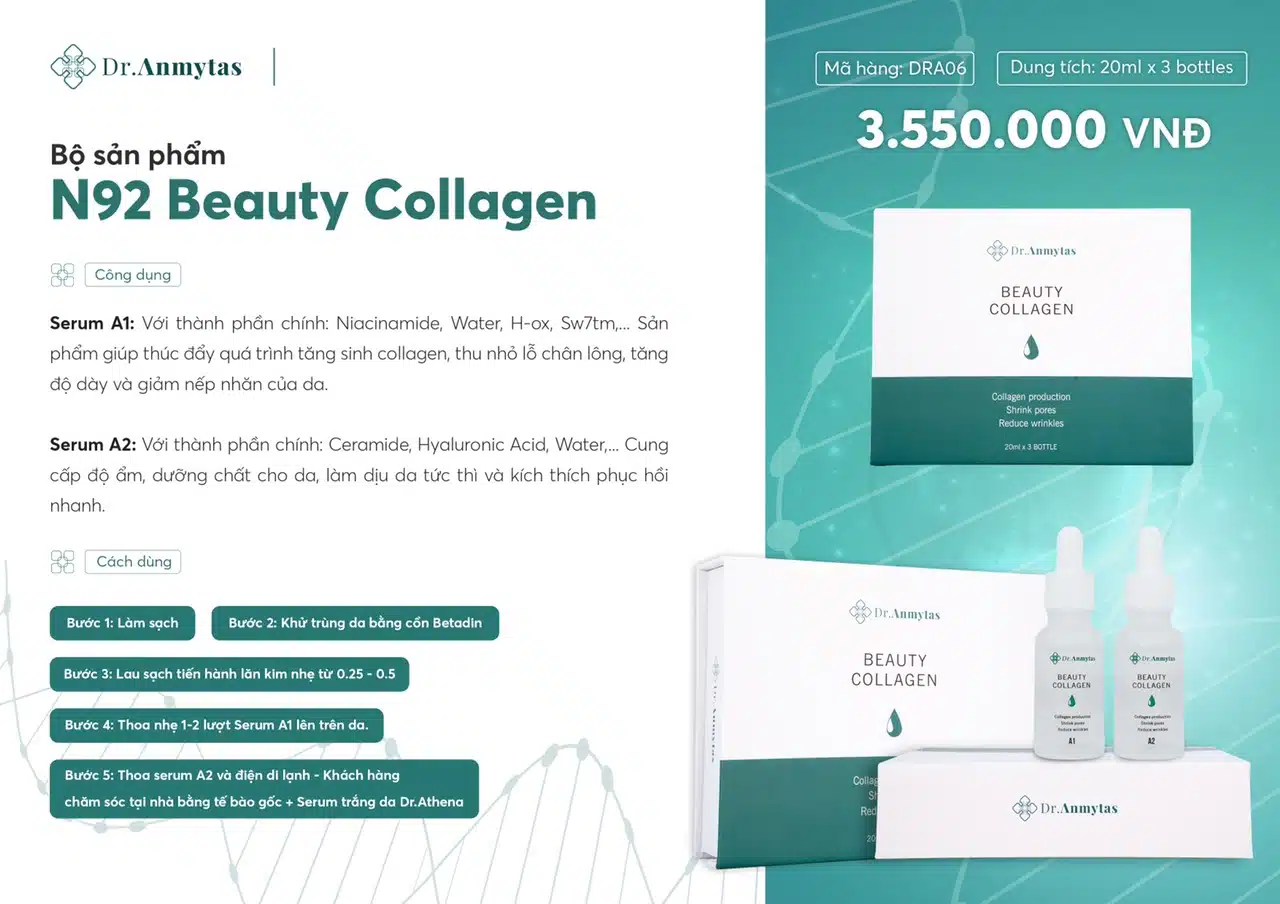 Dr.Anmytas
Bộ sản phẩm
N92 Beauty Collagen
Công dụng
Serum A1: Với thành phần chính: Niacinamide, Water, H-ox, Sw7tm,... Sản
phẩm giúp thúc đẩy quá trình tăng sinh collagen, thu nhỏ lỗ chân lông, tăng
độ dày và giảm nếp nhăn của da.
Serum A2: Với thành phần chính: Ceramide, Hyaluronic Acid, Water,... Cung
cấp độ ẩm, dưỡng chất cho da, làm dịu da tức thì và kích thích phục hồi
nhanh.
Cách dùng
Bước 1: Làm sạch
Bước 2: Khử trùng da bằng cồn Betadin
Bước 3: Lau sạch tiến hành lăn kim nhẹ từ 0.25 - 0.5
Bước 4: Thoa nhẹ 1-2 lượt Serum A1 lên trên da.
Bước 5: Thoa serum A2 và điện di lạnh - Khách hàng
chăm sóc tại nhà bằng tế bào gốc + Serum trắng da Dr.Athena
Mã hàng: DRA06
Dung tích: 20ml x 3 bottles
3.550.000 VNĐ
Dr.Anmytas
BEAUTY
COLLAGEN
Collagen production
Shrink pores
Reduce wrinkles
20ml x 3 BOTTLE
Dr.Anmytas
Dr.Anmytas
BEAUTY
COLLAGEN
Collag
Sh
Red
20
Dr.Anmytas
BEAUTY
COLLAGEN
Collagen production
Shrink pores
Reduce wrinkles
A1
Dr.Anmytas
BEAUTY
COLLAGEN
Collagen production
Shrink pores
Reduce wrinkles
A2
Dr.Anmytas